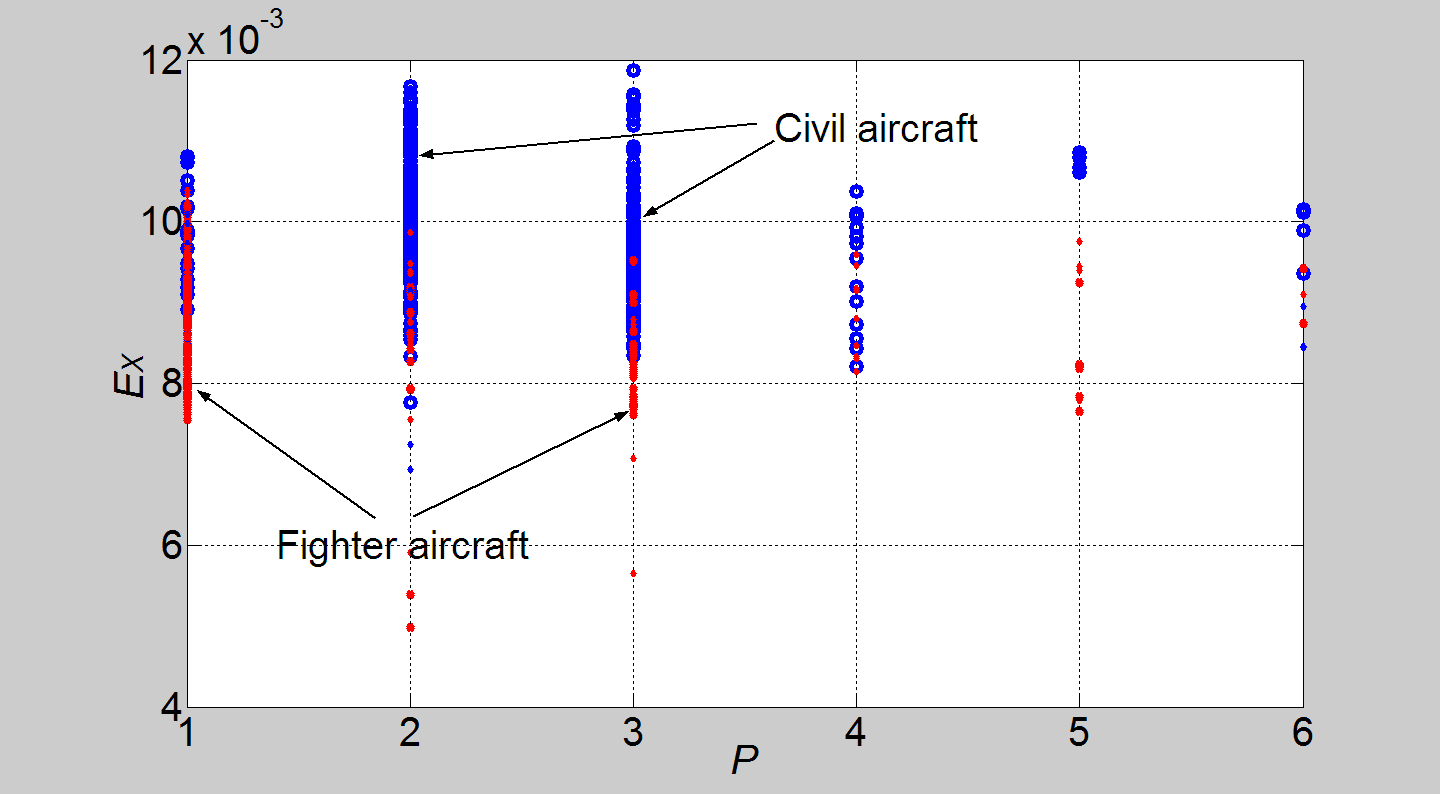 x 10-3
12
Civil aircraft
10
Ex
8
Fighter aircraft
6
4
1 2 3 4 5 6
P